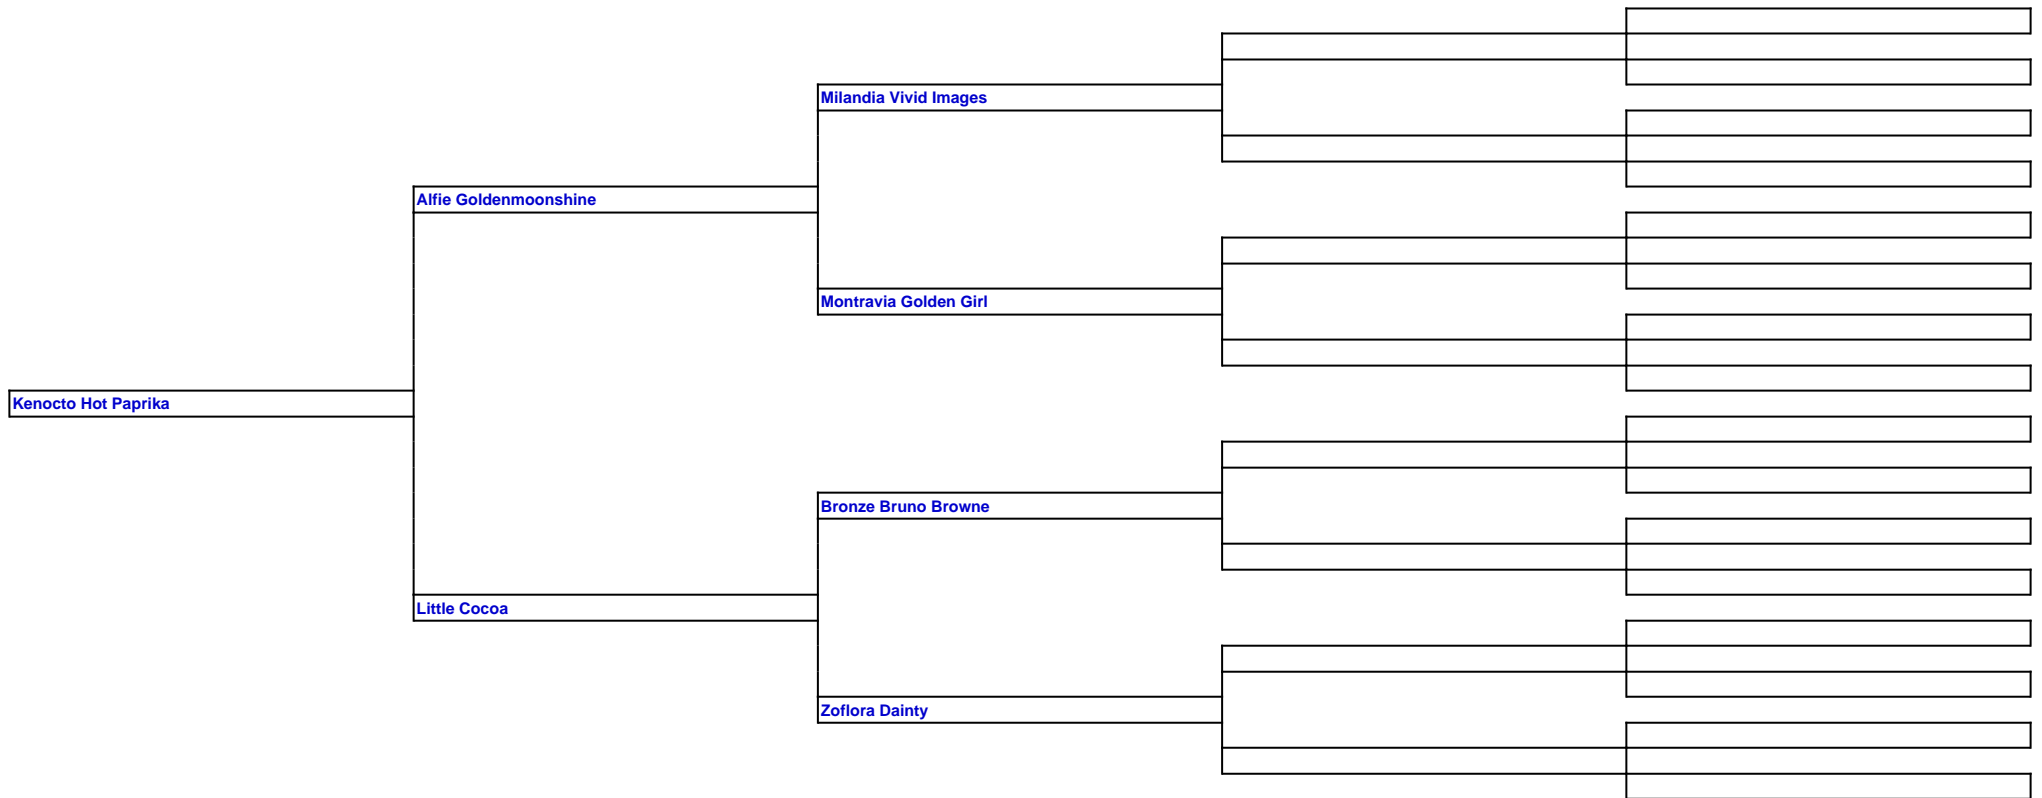 Milandia Vivid Images
Alfie Goldenmoonshine
Montravia Golden Girl
Kenocto Hot Paprika
Bronze Bruno Browne
Little Cocoa
Zoflora Dainty